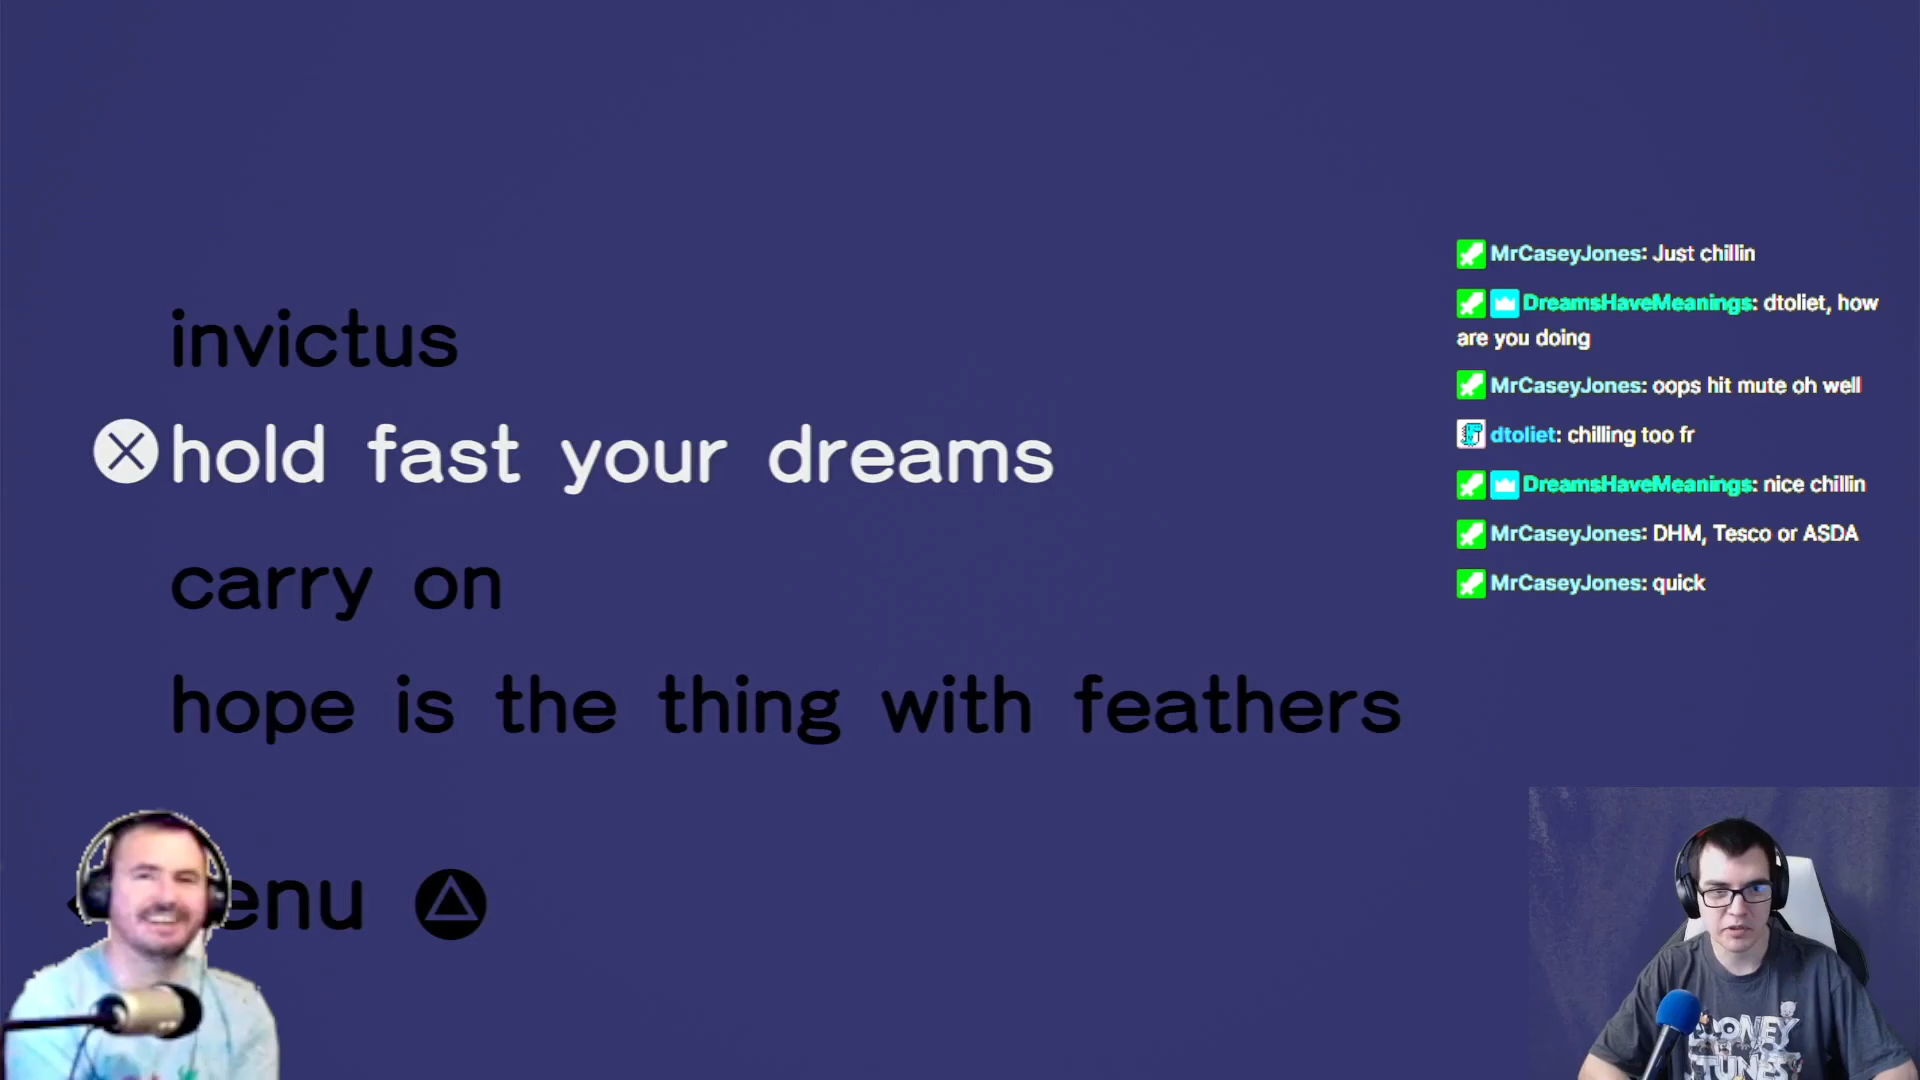 invictus
hold fast your dreams
carry on
hope is the thing with feathers
enu
MrCaseyJones: Just chillin
DreamsHaveMeanings: dtoliet, how
are you doing
MrCaseyJones: oops hit mute oh well
dtoliet: chilling too fr
DreamsHaveMeanings: nice chillin
MrCaseyJones: DHM, Tesco or ASDA
MrCaseyJones: quick